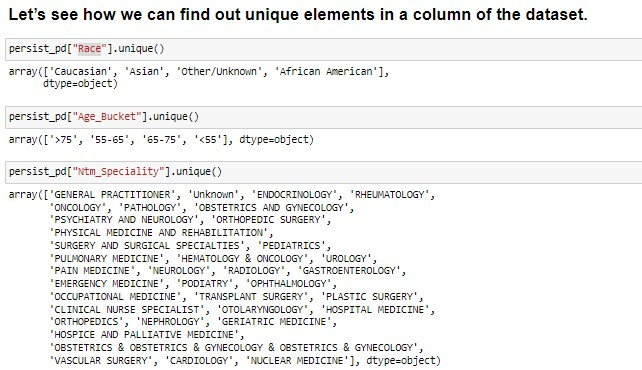 Let’s see how we can find out unique elements in a column of the dataset.
persist_pd["Race"].unique()
array(['Caucasian', 'Asian', 'Other/Unknown', 'African American'],
dtype=object)
persist_pd["Age_Bucket"].unique()
array(['>75', '55-65', '65-75', '<55'], dtype=object)
persist_pd["Ntm_Speciality"].unique()
array(['GENERAL PRACTITIONER', 'Unknown', 'ENDOCRINOLOGY', 'RHEUMATOLOGY',
'ONCOLOGY', 'PATHOLOGY', 'OBSTETRICS AND GYNECOLOGY',
'PSYCHIATRY AND NEUROLOGY', 'ORTHOPEDIC SURGERY',
'PHYSICAL MEDICINE AND REHABILITATION',
'SURGERY AND SURGICAL SPECIALTIES', 'PEDIATRICS',
'PULMONARY MEDICINE', 'HEMATOLOGY & ONCOLOGY', 'UROLOGY',
'PAIN MEDICINE', 'NEUROLOGY', 'RADIOLOGY', 'GASTROENTEROLOGY',
'EMERGENCY MEDICINE', 'PODIATRY', 'OPHTHALMOLOGY',
'OCCUPATIONAL MEDICINE', 'TRANSPLANT SURGERY', 'PLASTIC SURGERY',
'CLINICAL NURSE SPECIALIST', 'OTOLARYNGOLOGY', 'HOSPITAL MEDICINE',
'ORTHOPEDICS', 'NEPHROLOGY', 'GERIATRIC MEDICINE',
'HOSPICE AND PALLIATIVE MEDICINE',
'OBSTETRICS & OBSTETRICS & GYNECOLOGY & OBSTETRICS & GYNECOLOGY',
'VASCULAR SURGERY', 'CARDIOLOGY', 'NUCLEAR MEDICINE'], dtype=object)